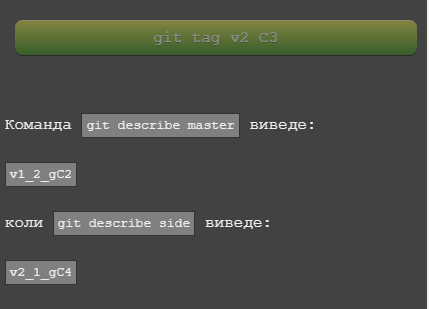 git tag v2 C3
Команда git describe master виведе:
v1_2_gC2
коли git describe side виведе:
v2_1_gC4